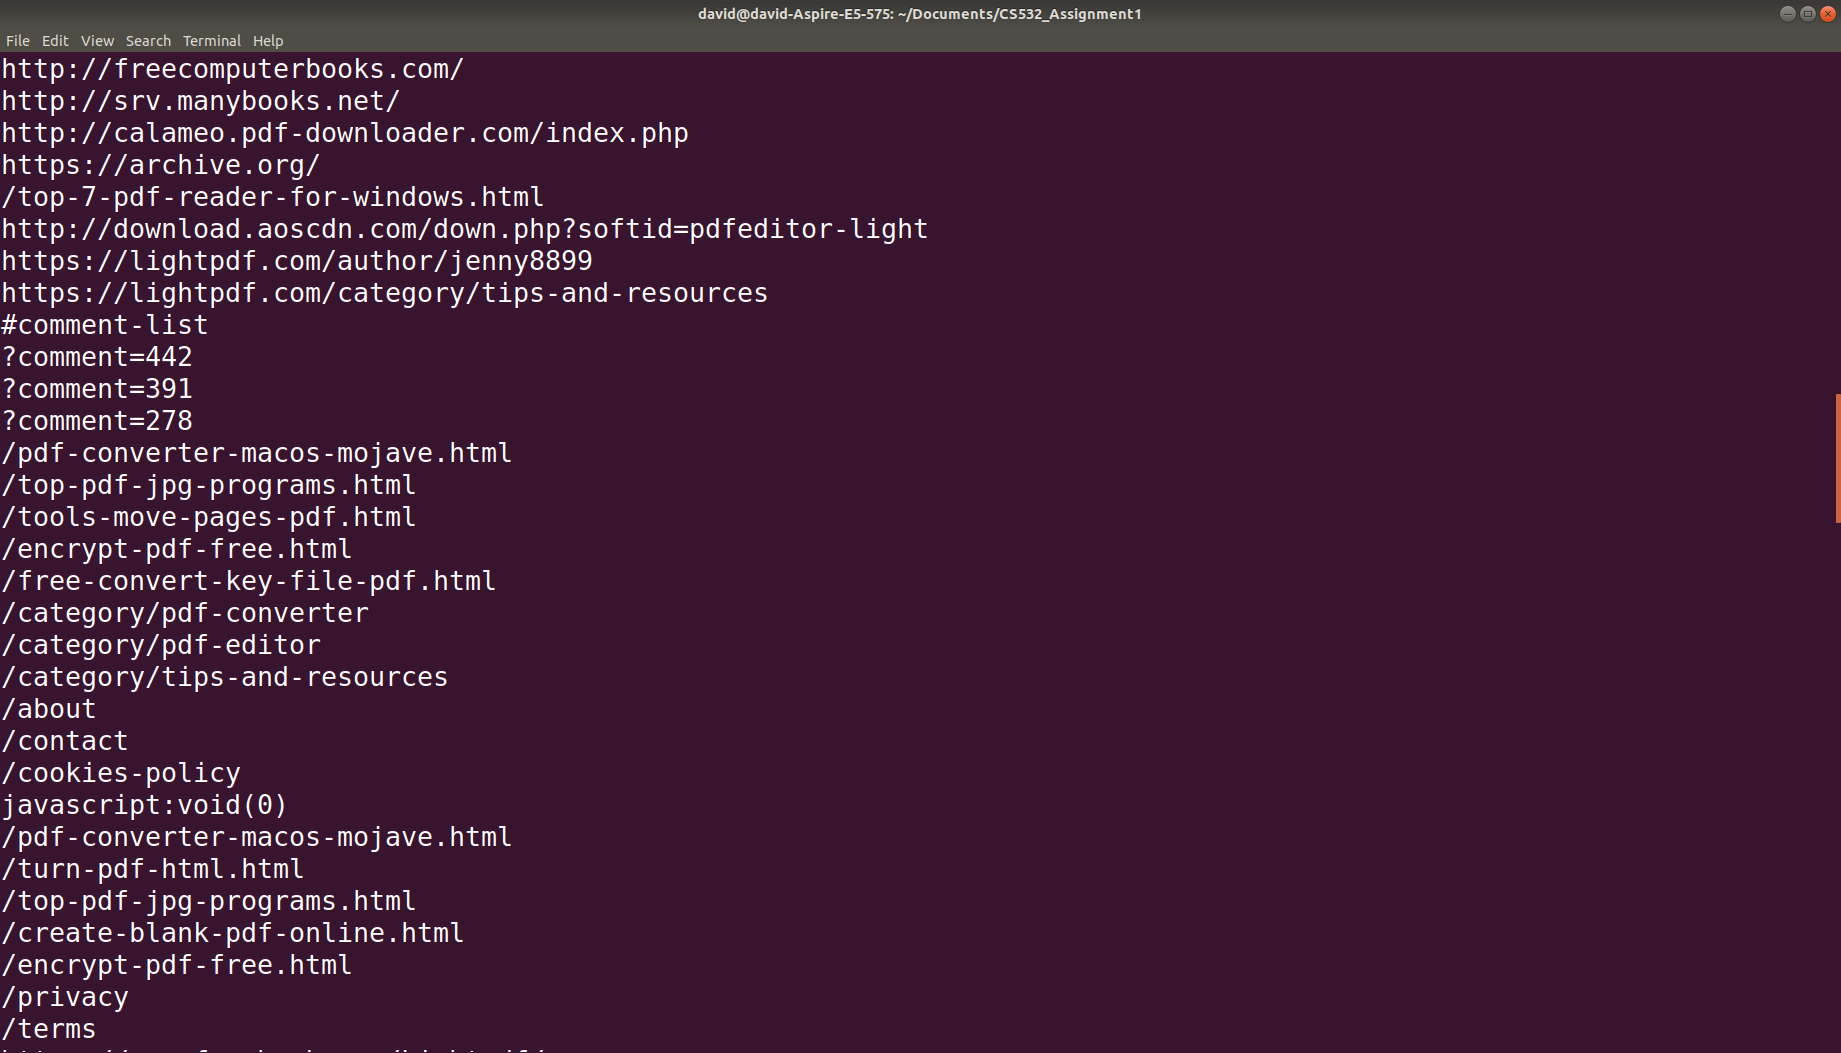 david@david-Aspire-E5-575: ~/Documents/CS532_Assignment1
File Edit View Search Terminal Help
http://freecomputerbooks.com/
http://srv.manybooks.net/
http://calameo.pdf-downloader.com/index.php
https://archive.org/
/top-7-pdf-reader-for-windows.html
http://download.aoscdn.com/down.php?softid=pdfeditor-light
https://lightpdf.com/author/jenny8899
https://lightpdf.com/category/tips-and-resources
#comment-list
?comment=442
?comment=391
?comment=278
/pdf-converter-macos-mojave.html
/top-pdf-jpg-programs.html
/tools-move-pages-pdf.html
/encrypt-pdf-free.html
/free-convert-key-file-pdf.html
/category/pdf-converter
/category/pdf-editor
/category/tips-and-resources
/about
/contact
/cookies-policy
javascript:void(0)
/pdf-converter-macos-mojave.html
/turn-pdf-html.html
/top-pdf-jpg-programs.html
/create-blank-pdf-online.html
/encrypt-pdf-free.html
/privacy
/terms